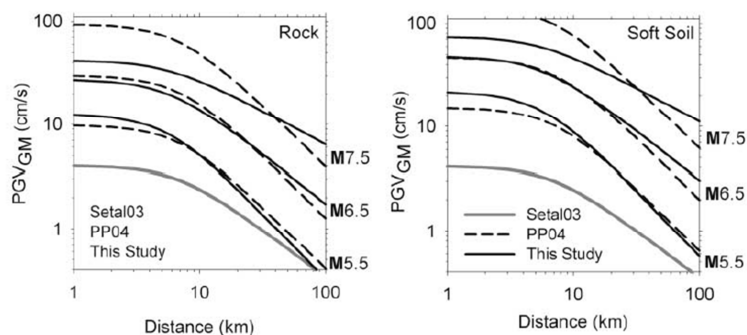 Rock
PGV_GM (cm/s)
100
10
1
Setal03
PP04
This Study
M7.5
M6.5
M5.5
1
10
100
Distance (km)
Soft Soil
PGV_GM (cm/s)
100
10
1
Setal03
PP04
This Study
M7.5
M6.5
M5.5
1
10
100
Distance (km)